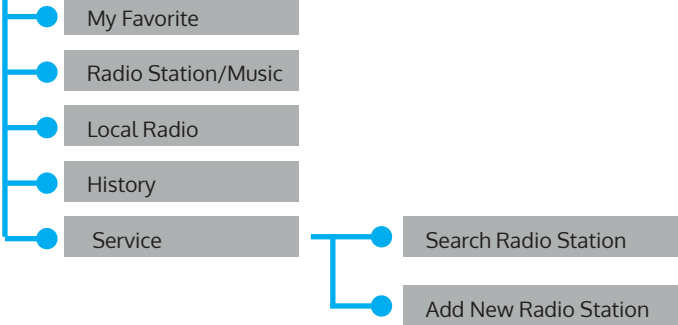 My Favorite
Radio Station/Music
Local Radio
History
Service
Search Radio Station
Add New Radio Station